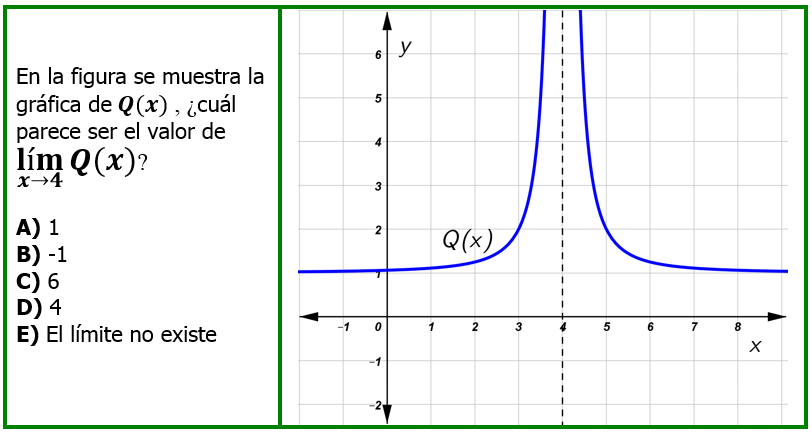 En la figura se muestra la
gráfica de Q(x) , ¿cuál
parece ser el valor de
lím Q(x)?
x→4
A) 1
B) -1
C) 6
D) 4
E) El límite no existe
y
6
5
4
3
2
1
Q(x)
−1 0 1 2 3 4 5 6 7 8
x
−1
−2